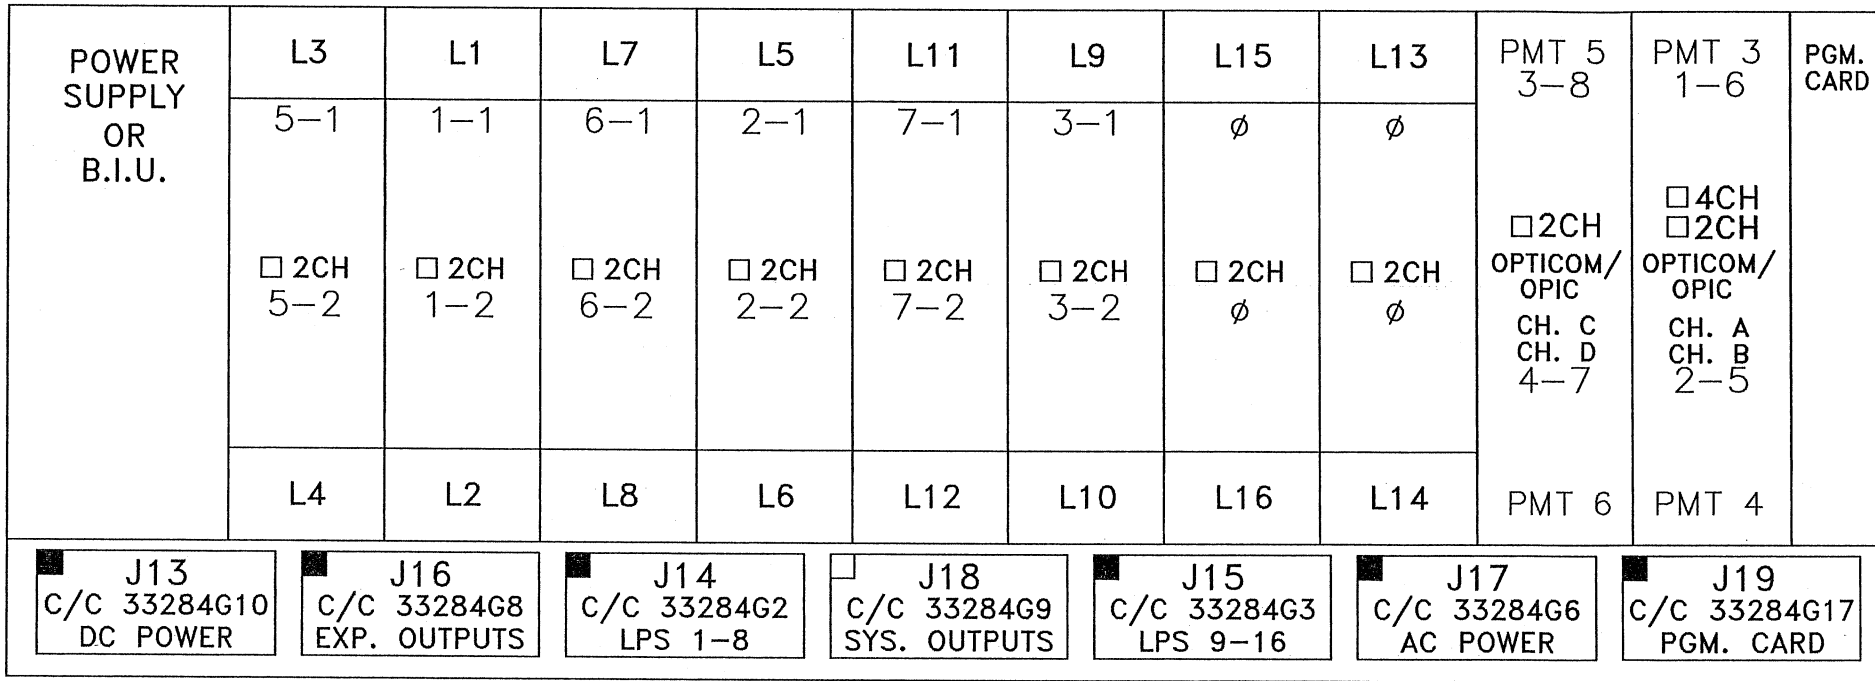 POWER
SUPPLY
OR
B.I.U.
L3
5–1
□ 2CH
5–2
L4
L1
1–1
□ 2CH
1–2
L2
L7
6–1
□ 2CH
6–2
L8
L5
2–1
□ 2CH
2–2
L6
L11
7–1
□ 2CH
7–2
L12
L9
3–1
□ 2CH
3–2
L10
L15
ø
□ 2CH
ø
L16
L13
ø
□ 2CH
ø
L14
PMT 5
3–8
□2CH
OPTICOM/
OPIC
CH. C
CH. D
4–7
PMT 6
PMT 3
1–6
□4CH
□2CH
OPTICOM/
OPIC
CH. A
CH. B
2–5
PMT 4
PGM.
CARD
J13
C/C 33284G10
DC POWER
J16
C/C 33284G8
EXP. OUTPUTS
J14
C/C 33284G2
LPS 1–8
J18
C/C 33284G9
SYS. OUTPUTS
J15
C/C 33284G3
LPS 9–16
J17
C/C 33284G6
AC POWER
J19
C/C 33284G17
PGM. CARD